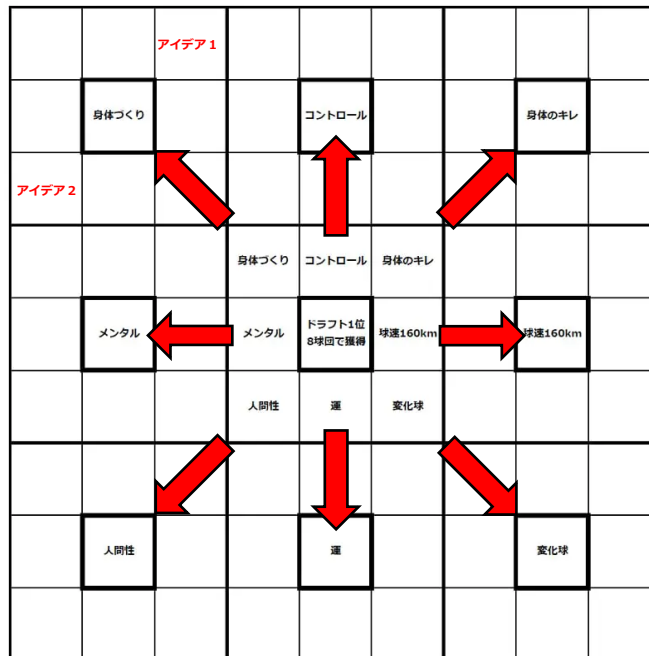 アイデア１
身体づくり
コントロール
身体のキレ
アイデア２
身体づくり
コントロール
身体のキレ
メンタル
メンタル
ドラフト1位
8球団で獲得
球速160km
球速160km
人間性
運
変化球
人間性
運
変化球